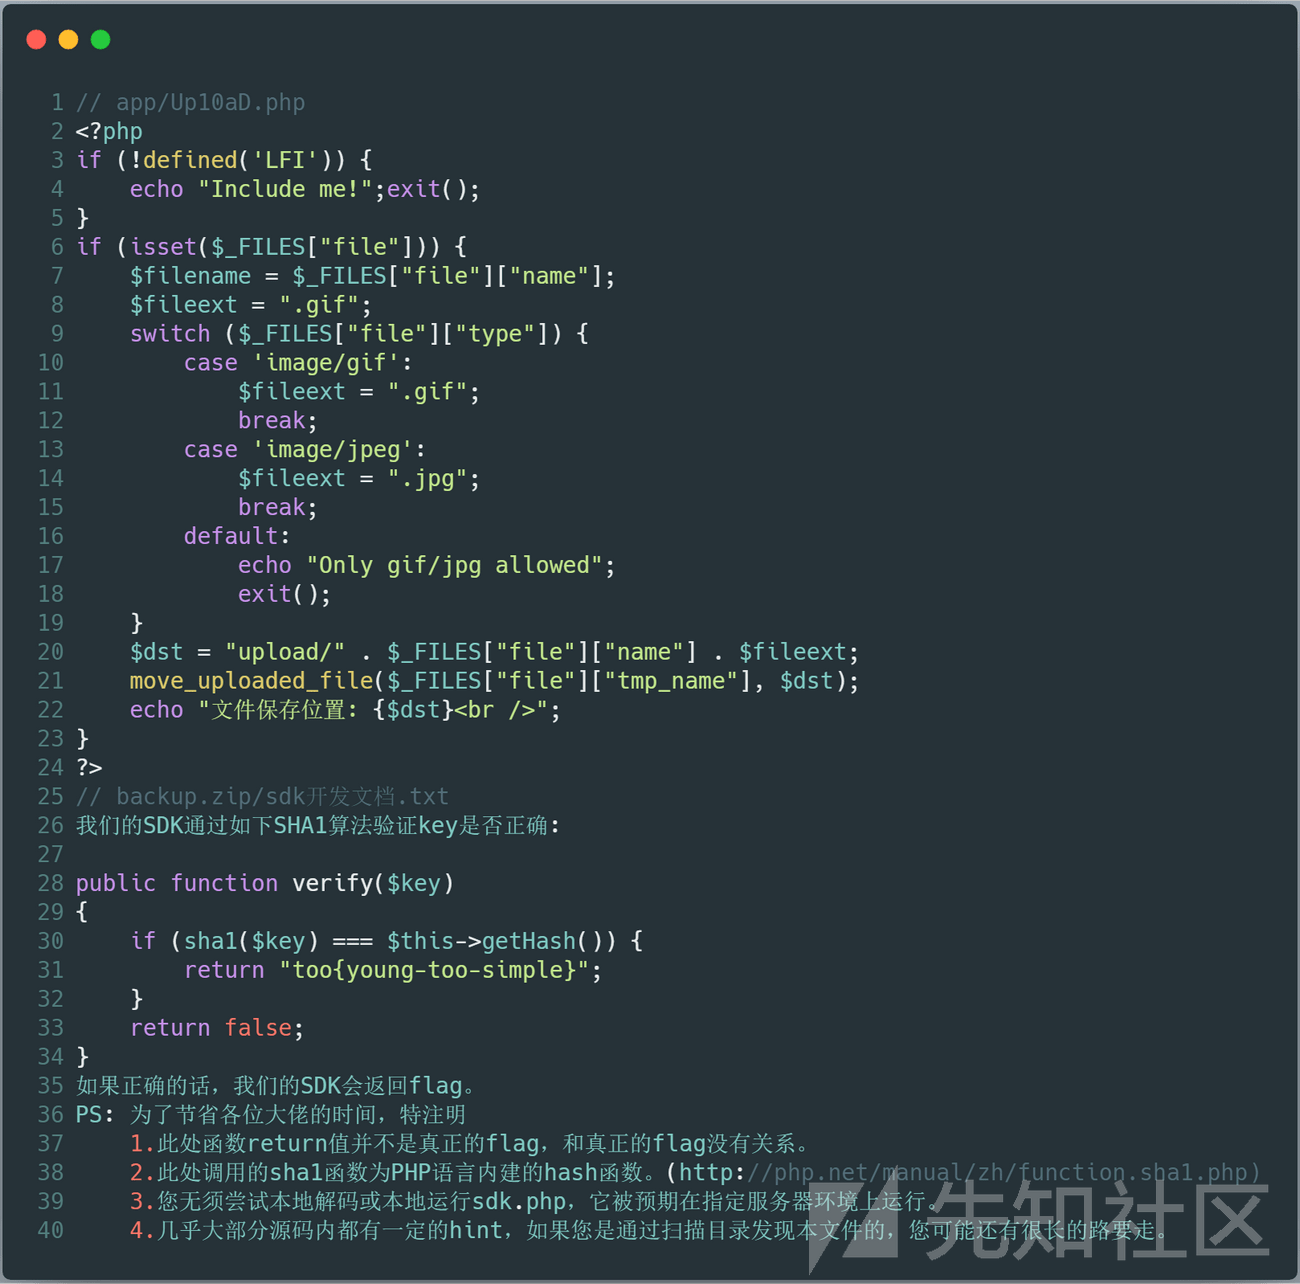 1 // app/Up10aD.php
2 <?php
3 if (!defined('LFI')) {
4     echo "Include me!";exit();
5 }
6 if (isset($_FILES["file"])) {
7     $filename = $_FILES["file"]["name"];
8     $fileext = ".gif";
9     switch ($_FILES["file"]["type"]) {
10         case 'image/gif':
11             $fileext = ".gif";
12             break;
13         case 'image/jpeg':
14             $fileext = ".jpg";
15             break;
16         default:
17             echo "Only gif/jpg allowed";
18             exit();
19     }
20     $dst = "upload/" . $_FILES["file"]["name"] . $fileext;
21     move_uploaded_file($_FILES["file"]["tmp_name"], $dst);
22     echo "文件保存位置: {$dst}<br />";
23 }
24 ?>
25 // backup.zip/sdk开发文档.txt
26 我们的SDK通过如下SHA1算法验证key是否正确:
27
28 public function verify($key)
29 {
30     if (sha1($key) === $this->getHash()) {
31         return "too{young-too-simple}";
32     }
33     return false;
34 }
35 如果正确的话，我们的SDK会返回flag。
36 PS: 为了节省各位大佬的时间，特注明
37     1.此处函数return值并不是真正的flag，和真正的flag没有关系。
38     2.此处调用的sha1函数为PHP语言内建的hash函数。(http://php.net/manual/zh/function.sha1.php)
39     3.您无须尝试本地解码或本地运行sdk.php，它被预期在指定服务器环境上运行。
40     4.几乎大部分源码内都有一定的hint，如果您是通过扫描目录发现本文件的，您可能还有很长的路要走。
先知社区